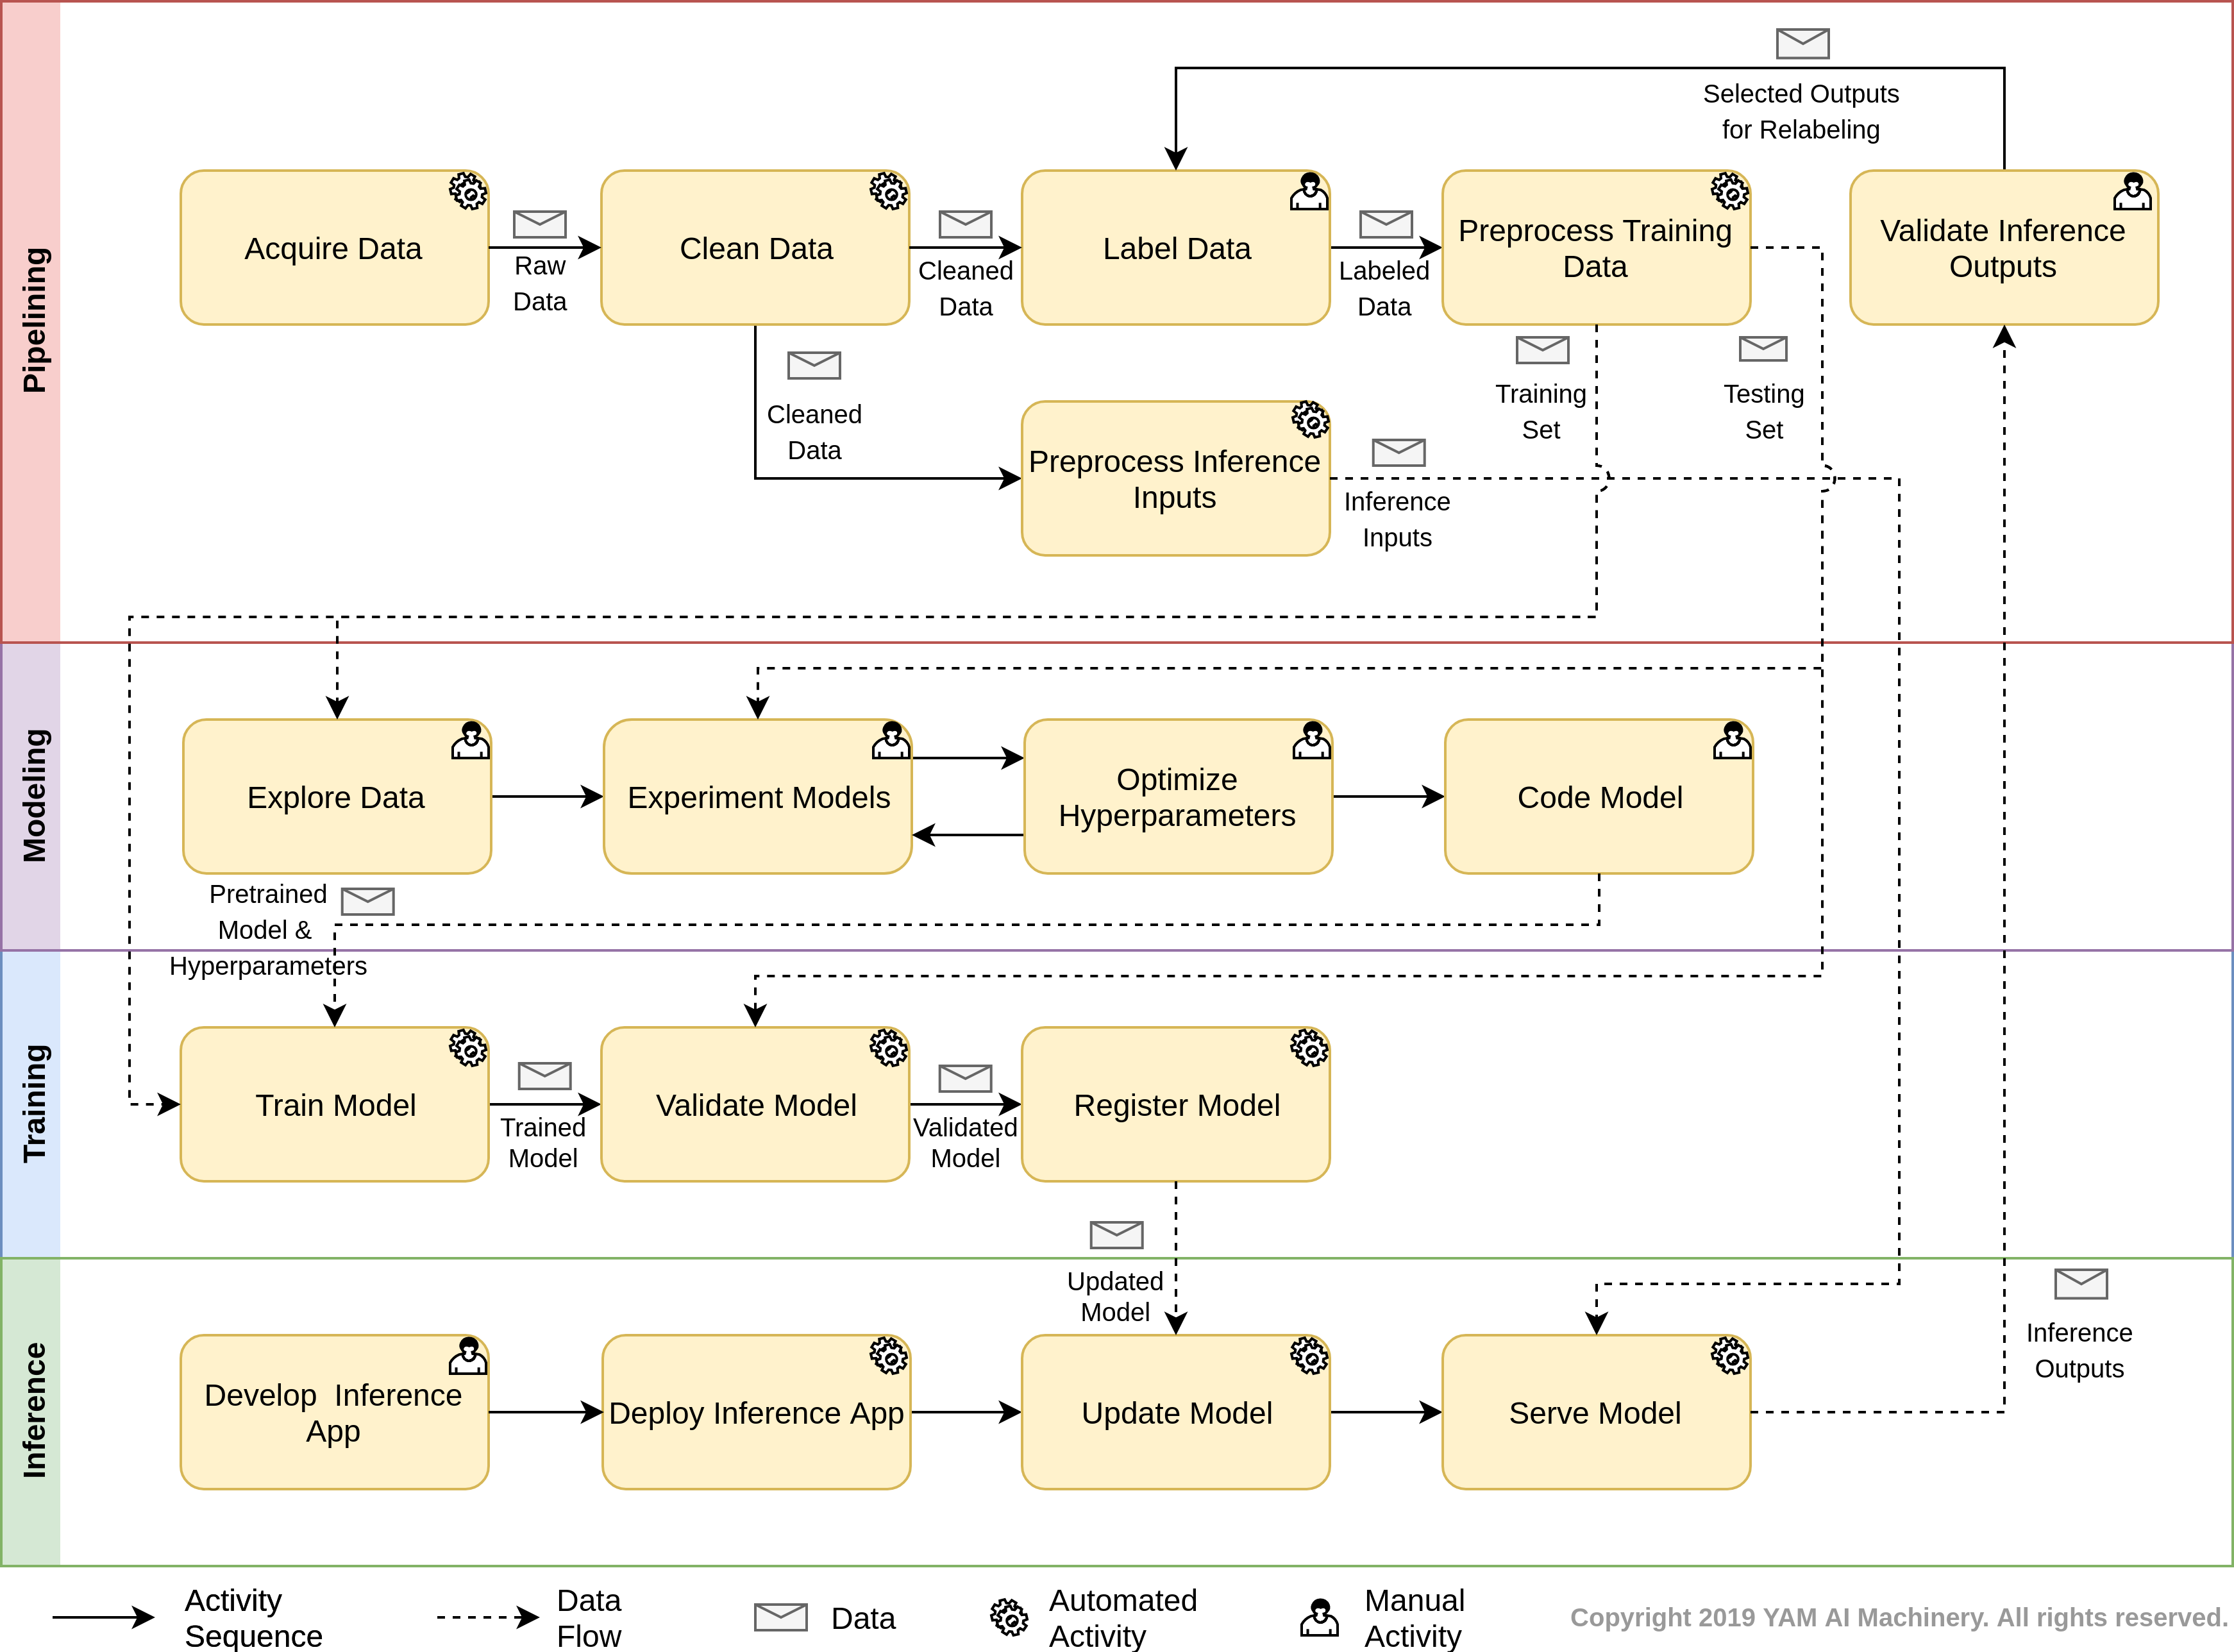 Pipelining
Selected Outputs
for Relabeling
Acquire Data
Raw
Data
Clean Data
Cleaned
Data
Label Data
Labeled
Data
Preprocess Training
Data
Validate Inference
Outputs
Cleaned
Data
Preprocess Inference
Inputs
Inference
Inputs
Training
Set
Testing
Set
Modeling
Explore Data
Experiment Models
Optimize
Hyperparameters
Code Model
Pretrained
Model &
Hyperparameters
Training
Train Model
Trained
Model
Validate Model
Validated
Model
Register Model
Updated
Model
Inference
Develop  Inference
App
Deploy Inference App
Update Model
Serve Model
Inference
Outputs
Activity
Sequence
Data
Flow
Data
Automated
Activity
Manual
Activity
Copyright 2019 YAM AI Machinery. All rights reserved.